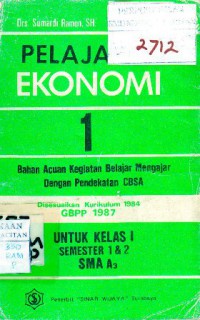 Drs. Sumardi Ramen, SH
PELAJA
2712
EKONOMI
1
Bahan Acuan Kegiatan Belajar Mengajar
Dengan Pendekatan CBSA
Disesuaikan Kurikulum 1984
GBPP 1987
UNTUK KELAS I
SEMESTER 1 & 2
SMA A3
Penerbit "SINAR WIJAYA" Surabaya